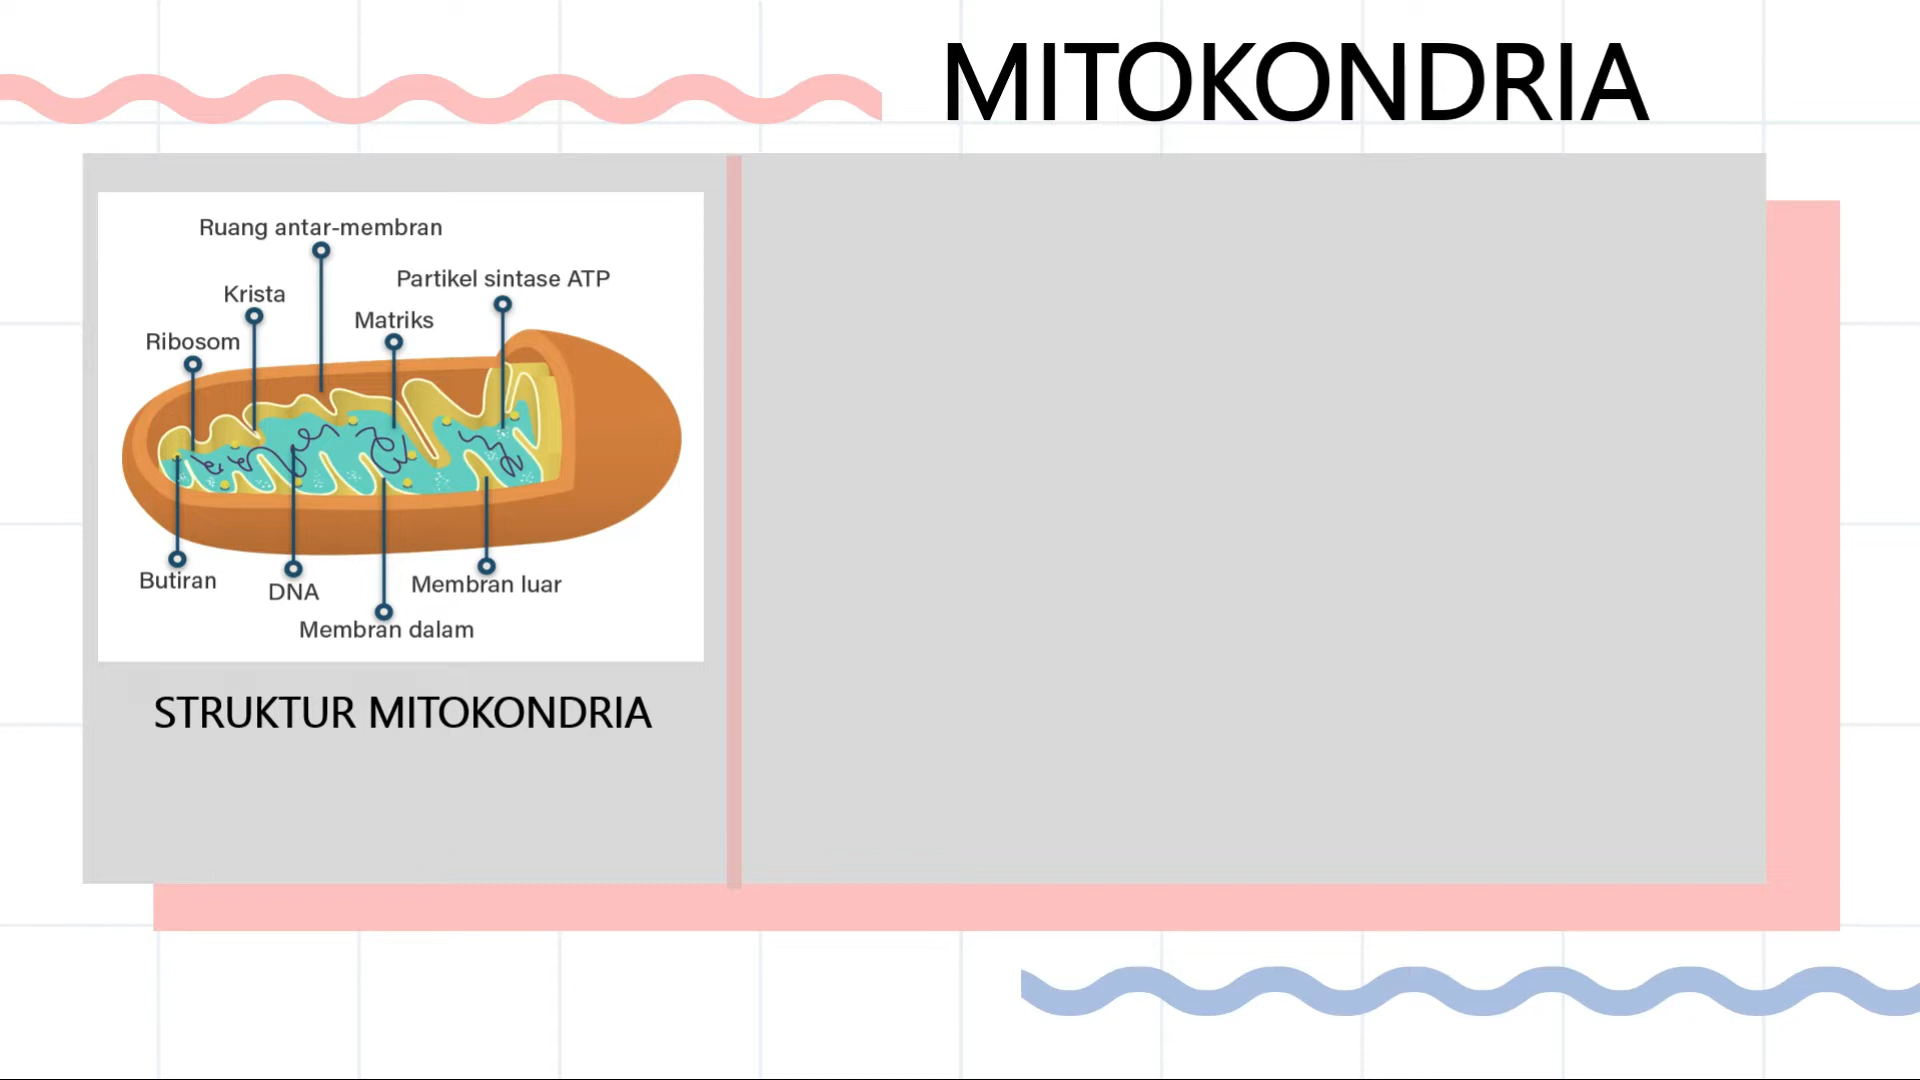 MITOKONDRIA
Ruang antar-membran
Partikel sintase ATP
Krista
Matriks
Ribosom
Butiran
DNA
Membran luar
Membran dalam
STRUKTUR MITOKONDRIA